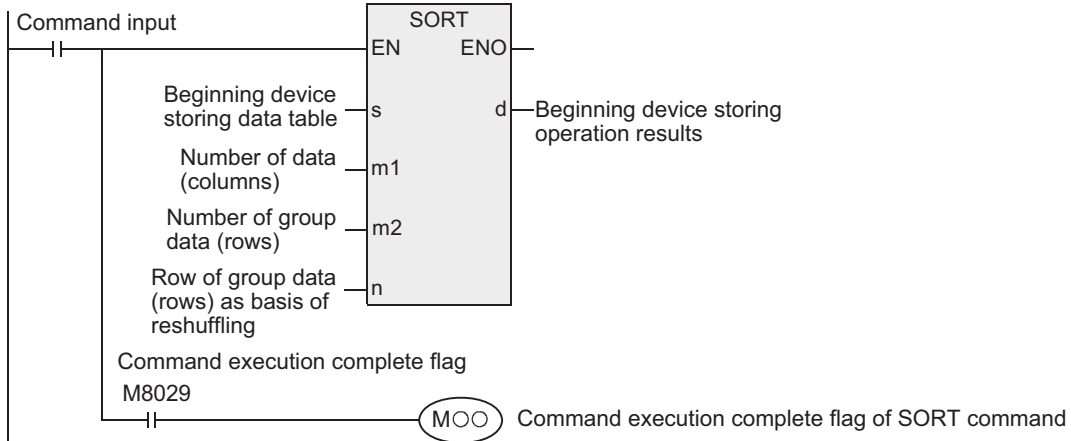 Command input
SORT
EN ENO
Beginning device
storing data table
s
d
Beginning device storing
operation results
Number of data
(columns)
m1
Number of group
data (rows)
m2
Row of group data
(rows) as basis of
reshuffling
n
Command execution complete flag
M8029
M○○
Command execution complete flag of SORT command